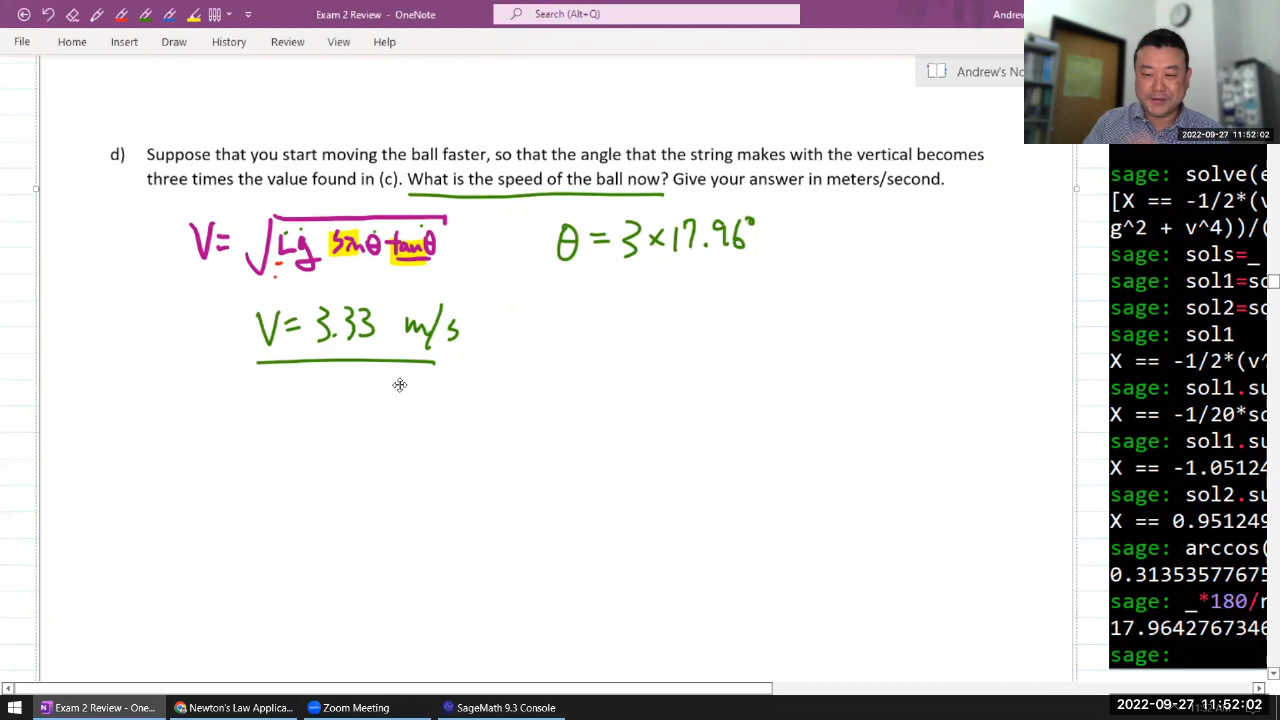 Search (Alt+Q)
Andrew
File Home Insert Draw History Review View Help
Andrew's No
2022-09-27 11:52:02
d) Suppose that you start moving the ball faster, so that the angle that the string makes with the vertical becomes
three times the value found in (c). What is the speed of the ball now? Give your answer in meters/second.
V= √Lg sinθ tanθ
θ = 3×17.96°
V= 3.33 m/s
sage: solve(e
[X == -1/2*(v
g^2 + v^4))/(
sage: sols=_
sage: sol1=so
sage: sol2=so
sage: sol1
X == -1/2*(v^
sage: sol1.su
X == -1/20*sq
sage: sol1.su
X == -1.05124
sage: sol2.su
X == 0.951249
sage: arccos(
0.31353577675
sage: _*180/
17.9642767346
sage:
Exam 2 Review - One...
Newton's Law Applica...
Zoom Meeting
SageMath 9.3 Console
2022-09-27 11:52:02